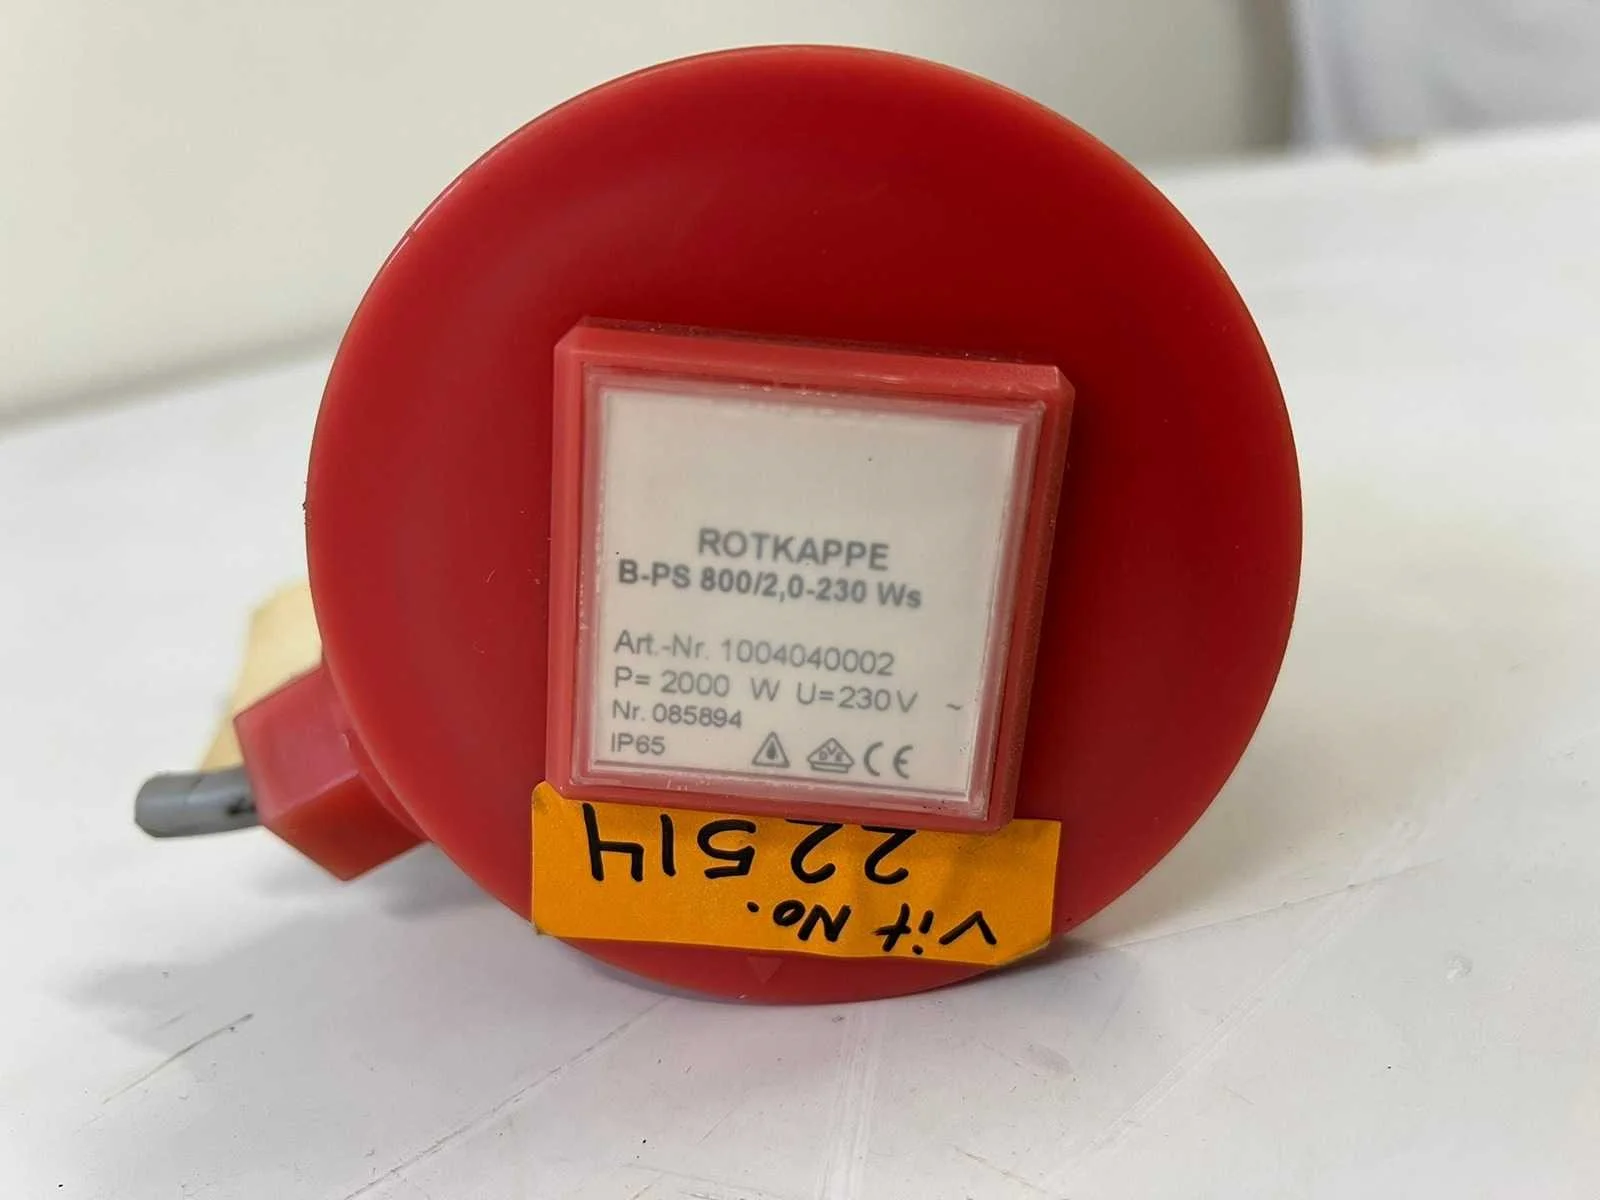 ROTKAPPE
B-PS 800/2,0-230 Ws
Art.-Nr. 1004040002
P= 2000 W U=230V ~
Nr. 085894
IP65
DVE CE
Vit No.
22514